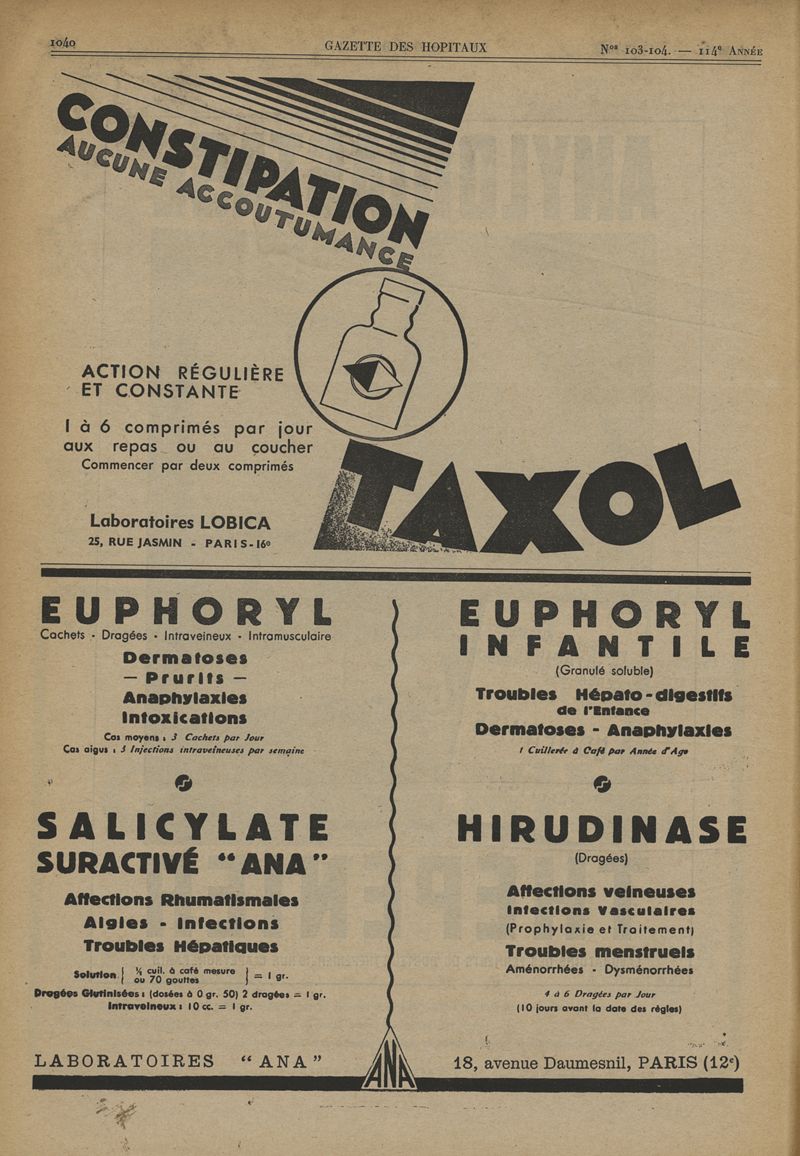 1040
GAZETTE DES HOPITAUX
Nos 103-104. — 114e ANNÉE
CONSTIPATION
AUCUNE ACCOUTUMANCE
ACTION RÉGULIÈRE
ET CONSTANTE
1 à 6 comprimés par jour
aux repas ou au coucher
Commencer par deux comprimés
TAXOL
Laboratoires LOBICA
25, RUE JASMIN - PARIS-16e
EUPHORYL
Cachets - Dragées - Intraveineux - Intramusculaire
Dermatoses
— Prurits —
Anaphylaxies
Intoxications
Cas moyens : 3 Cachets par Jour
Cas aigus : 3 Injections intraveineuses par semaine
SALICYLATE
SURACTIVÉ “ANA”
Affections Rhumatismales
Algies - Infections
Troubles Hépatiques
Solution { ½ cuil. à café mesure } = 1 gr.
ou 70 gouttes
Dragées Glutinisées : (dosées à 0 gr. 50) 2 dragées = 1 gr.
Intraveineux : 10 cc. = 1 gr.
EUPHORYL
INFANTILE
(Granulé soluble)
Troubles Hépato-digestifs
de l'Enfance
Dermatoses - Anaphylaxies
1 Cuillerée à Café par Année d'Age
HIRUDINASE
(Dragées)
Affections veineuses
Infections Vasculaires
(Prophylaxie et Traitement)
Troubles menstruels
Aménorrhées - Dysménorrhées
4 à 6 Dragées par Jour
(10 jours avant la date des règles)
LABORATOIRES “ANA”
ANA
18, avenue Daumesnil, PARIS (12e)